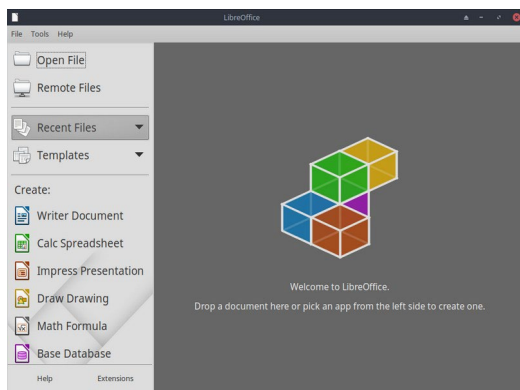 LibreOffice
File Tools Help
Open File
Remote Files
Recent Files
Templates
Create:
Writer Document
Calc Spreadsheet
Impress Presentation
Draw Drawing
Math Formula
Base Database
Help Extensions
Welcome to LibreOffice.
Drop a document here or pick an app from the left side to create one.